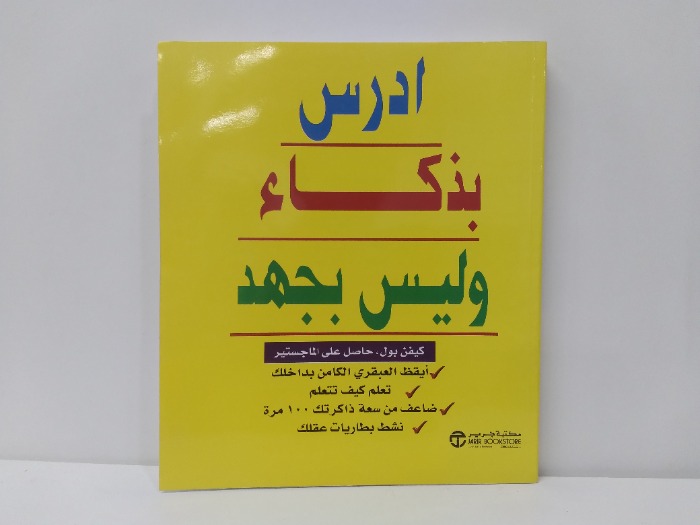 ادرس
بذكاء
وليس بجهد
كيفن بول، حاصل على الماجستير
أيقظ العبقري الكامن بداخلك
تعلم كيف تتعلم
ضاعف من سعة ذاكرتك ١٠٠ مرة
نشط بطاريات عقلك
مكتبة جرير
JARIR BOOKSTORE